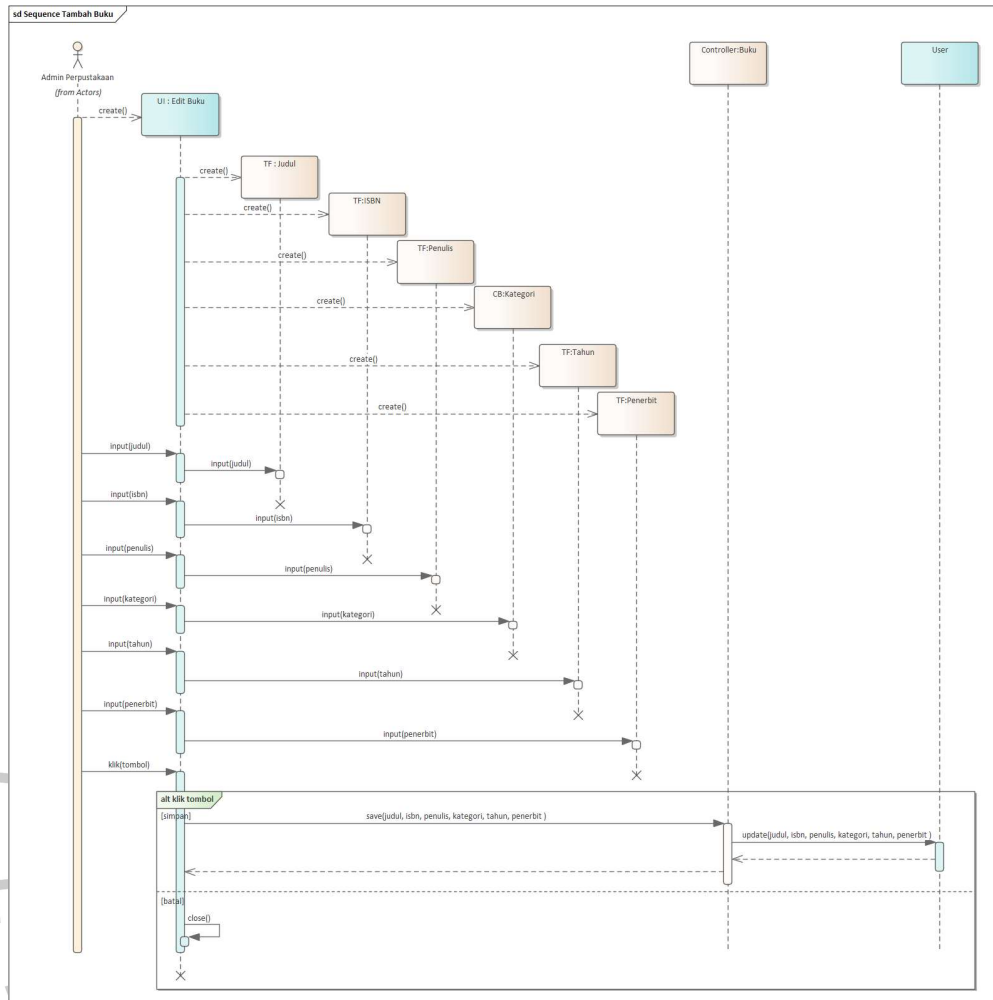 sd Sequence Tambah Buku
Admin Perpustakaan
(from Actors)
Controller:Buku
User
create()
UI : Edit Buku
create()
TF : Judul
create()
TF:ISBN
create()
TF:Penulis
create()
CB:Kategori
create()
TF:Tahun
create()
TF:Penerbit
input(judul)
input(judul)
input(isbn)
input(isbn)
input(penulis)
input(penulis)
input(kategori)
input(kategori)
input(tahun)
input(tahun)
input(penerbit)
input(penerbit)
klik(tombol)
alt klik tombol
[simpan]
save(judul, isbn, penulis, kategori, tahun, penerbit )
update(judul, isbn, penulis, kategori, tahun, penerbit )
[batal]
close()